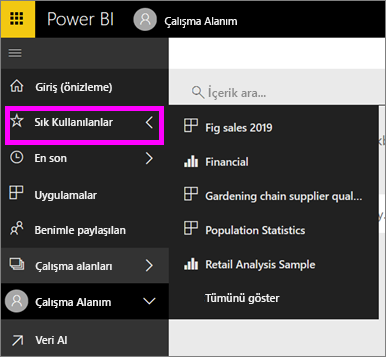 Power BI
Çalışma Alanım
Giriş (önizleme)
Sık Kullanılanlar
En son
Uygulamalar
Benimle paylaşılan
Çalışma alanları
Çalışma Alanım
Veri Al
İçerik ara...
Fig sales 2019
Financial
Gardening chain supplier qual...
Population Statistics
Retail Analysis Sample
Tümünü göster